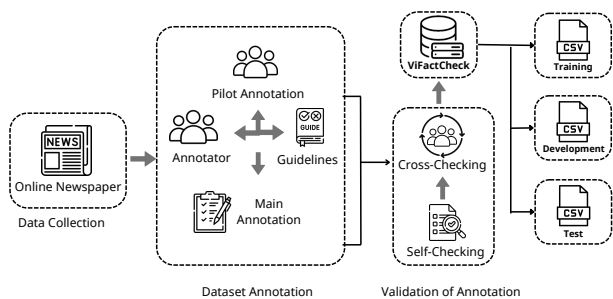 NEWS
Online Newspaper
Data Collection
Pilot Annotation
Annotator
GUIDE
Guidelines
Main
Annotation
Dataset Annotation
ViFactCheck
Cross-Checking
Self-Checking
Validation of Annotation
CSV
Training
CSV
Development
CSV
Test